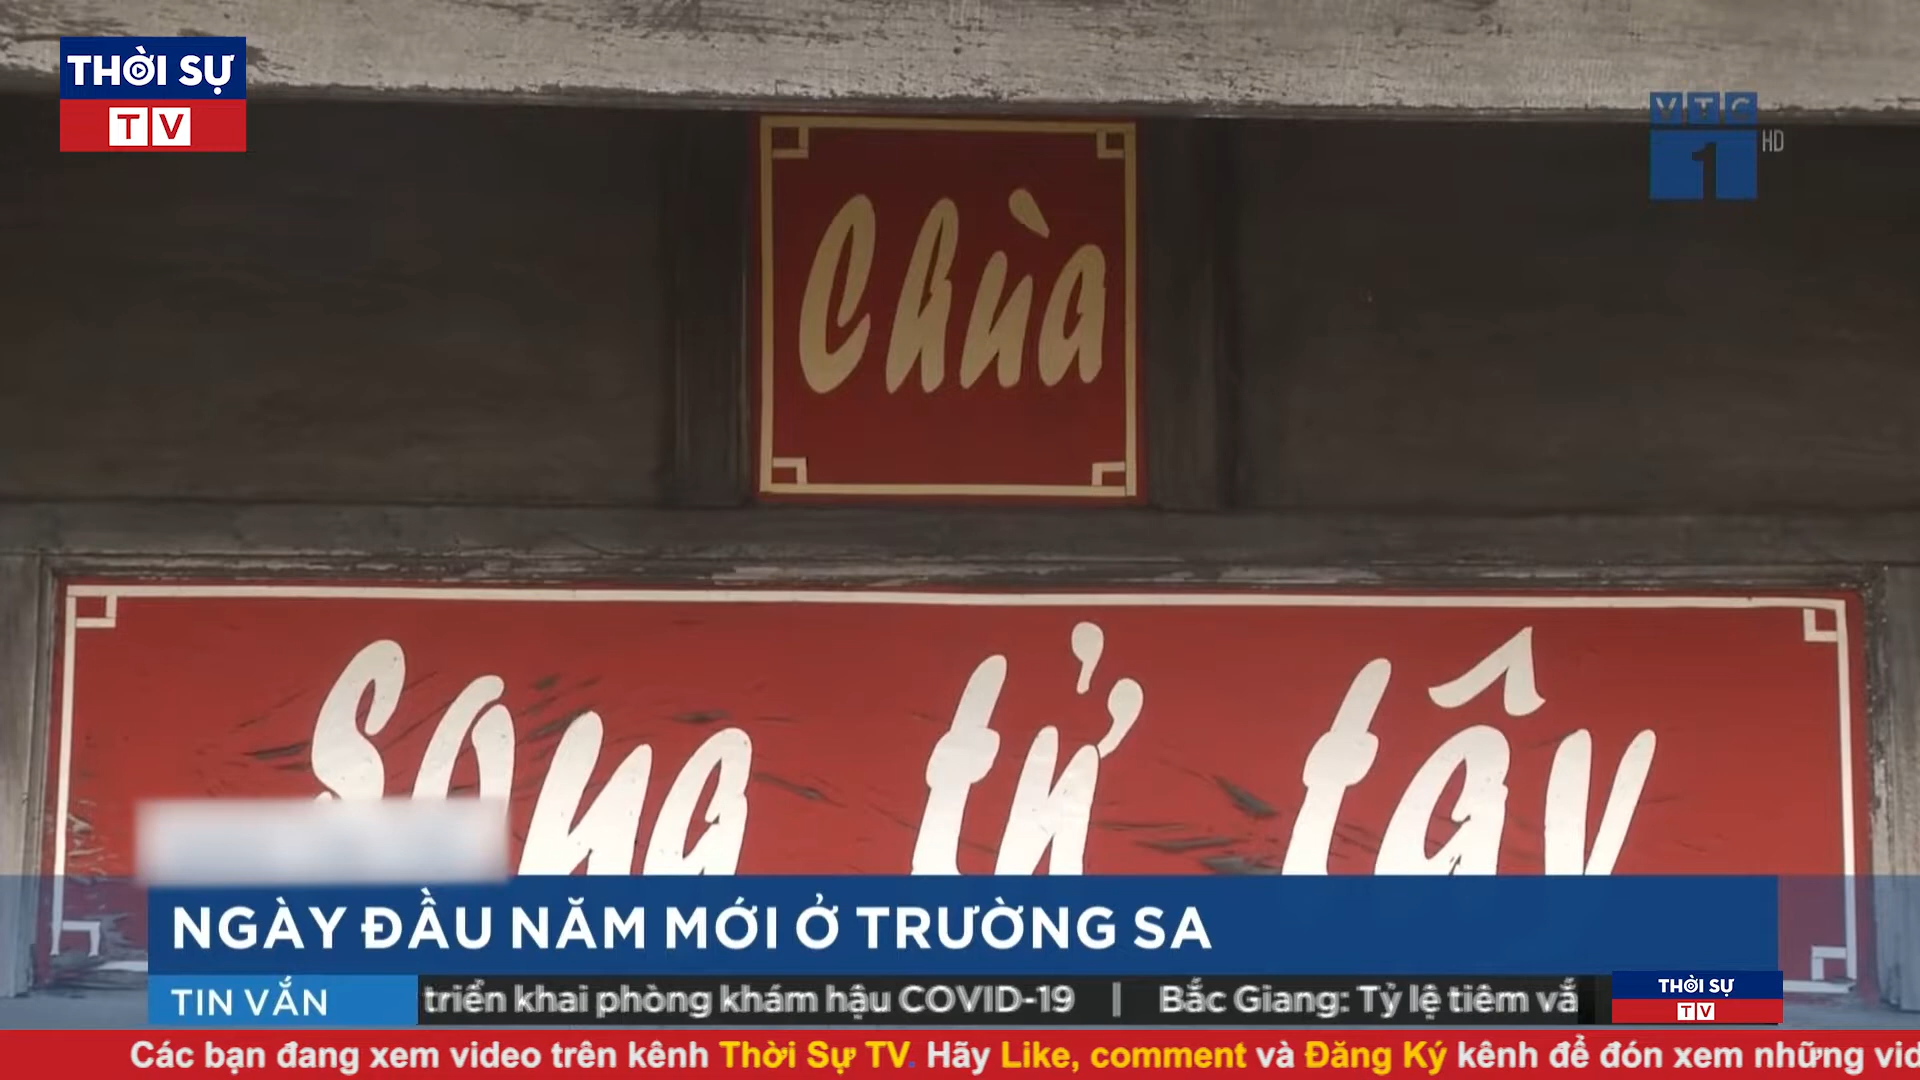 THỜI SỰ
TV
VTC
1
HD
Chùa
Song tử tây
NGÀY ĐẦU NĂM MỚI Ở TRƯỜNG SA
TIN VẮN
triển khai phòng khám hậu COVID-19 | Bắc Giang: Tỷ lệ tiêm vắ
THỜI SỰ
TV
Các bạn đang xem video trên kênh Thời Sự TV. Hãy Like, comment và Đăng Ký kênh để đón xem những vid